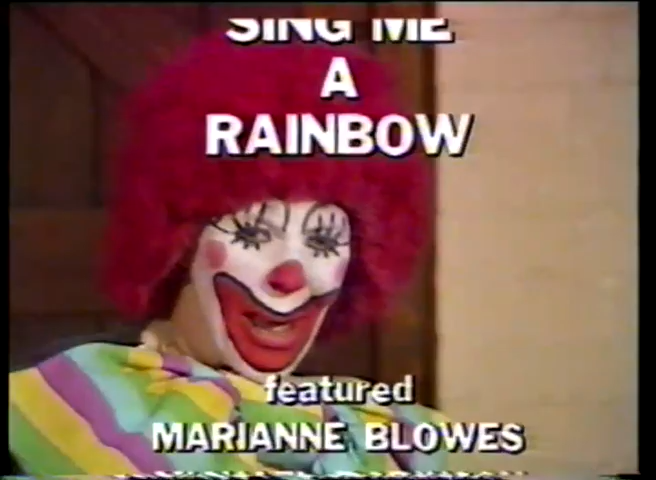 SING ME
A
RAINBOW
featured
MARIANNE BLOWES